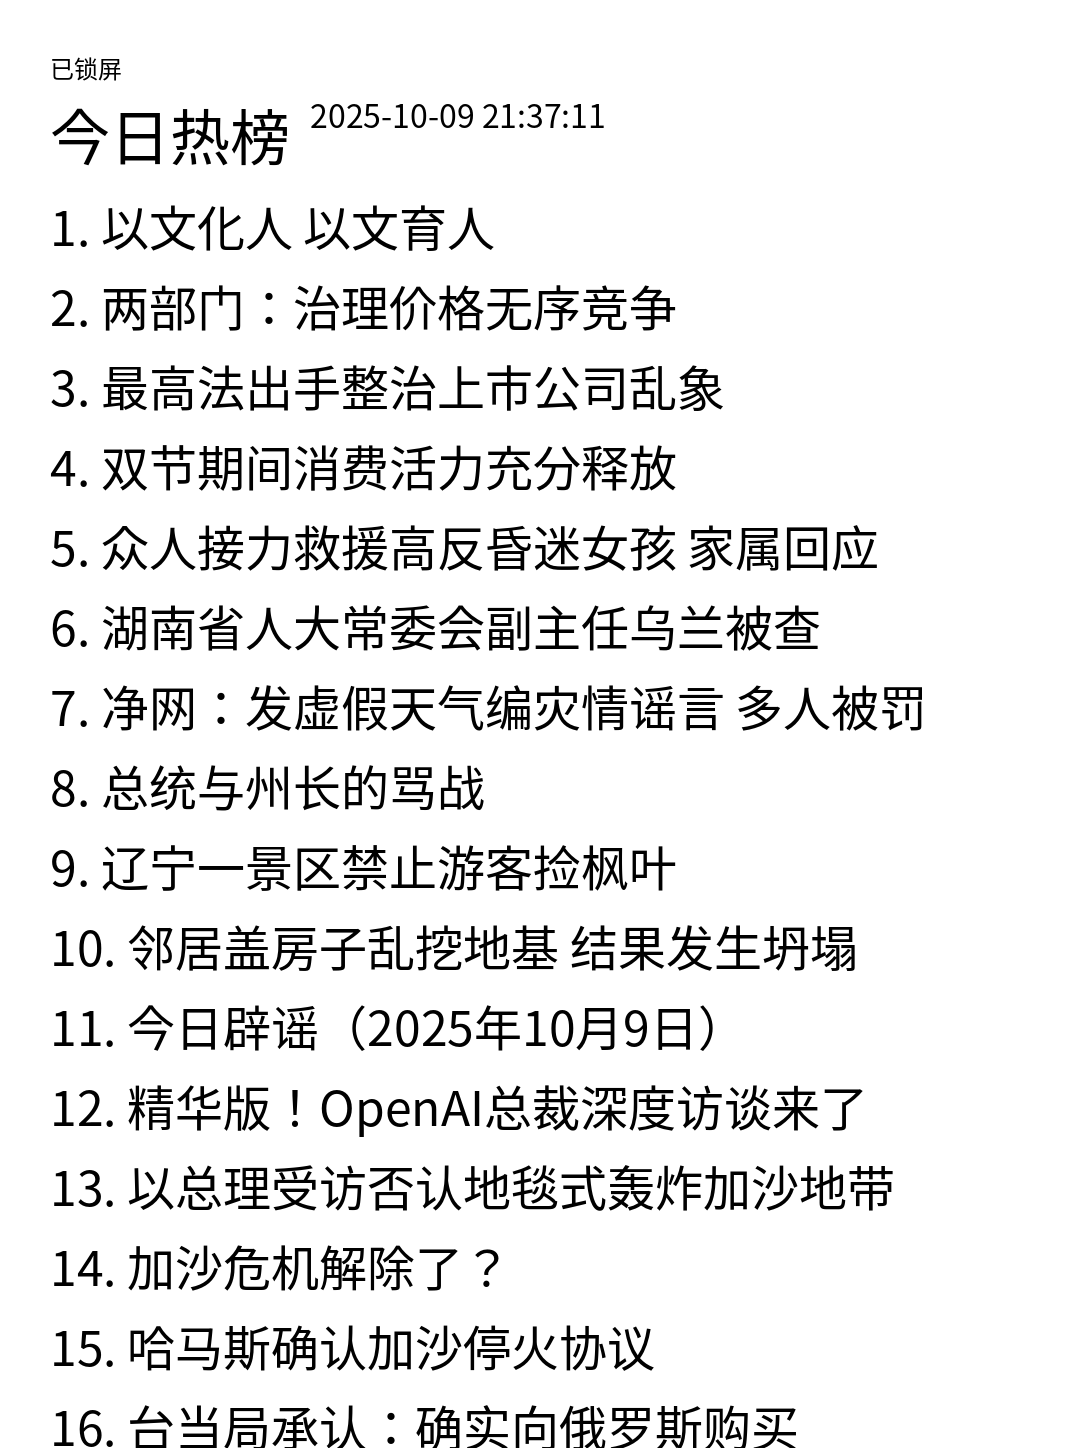 已锁屏
今日热榜 2025-10-09 21:37:11
1. 以文化人 以文育人
2. 两部门：治理价格无序竞争
3. 最高法出手整治上市公司乱象
4. 双节期间消费活力充分释放
5. 众人接力救援高反昏迷女孩 家属回应
6. 湖南省人大常委会副主任乌兰被查
7. 净网：发虚假天气编灾情谣言 多人被罚
8. 总统与州长的骂战
9. 辽宁一景区禁止游客捡枫叶
10. 邻居盖房子乱挖地基 结果发生坍塌
11. 今日辟谣（2025年10月9日）
12. 精华版！OpenAI总裁深度访谈来了
13. 以总理受访否认地毯式轰炸加沙地带
14. 加沙危机解除了？
15. 哈马斯确认加沙停火协议
16. 台当局承认：确实向俄罗斯购买